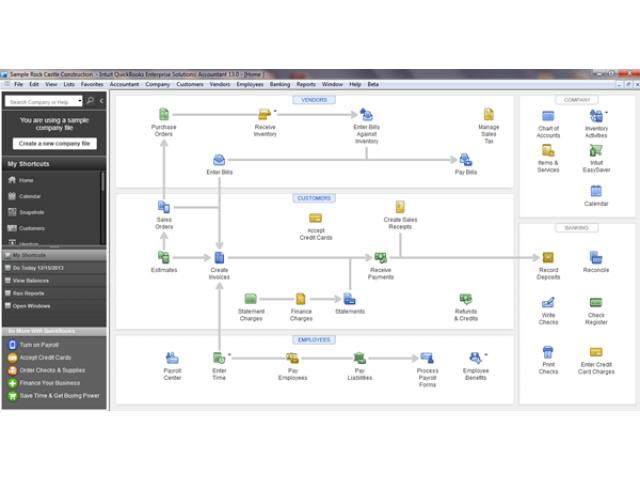 Sample Rock Castle Construction - Intuit QuickBooks Enterprise Solutions: Accountant 13.0 - [Home ]
File Edit View Lists Favorites Accountant Company Customers Vendors Employees Banking Reports Window Help Beta
Search Company or Help
You are using a sample
company file
Create a new company file
My Shortcuts
Home
Calendar
Snapshots
Customers
My Shortcuts
Do Today 12/15/2013
View Balances
Run Reports
Open Windows
Do More With QuickBooks
Turn on Payroll
Accept Credit Cards
Order Checks & Supplies
Finance Your Business
Save Time & Get Buying Power
VENDORS
Purchase
Orders
Receive
Inventory
Enter Bills
Against
Inventory
Manage
Sales
Tax
Enter Bills
Pay Bills
CUSTOMERS
Sales
Orders
Accept
Credit Cards
Create Sales
Receipts
Estimates
Create
Invoices
Receive
Payments
Statement
Charges
Finance
Charges
Statements
Refunds
& Credits
EMPLOYEES
Payroll
Center
Enter
Time
Pay
Employees
Pay
Liabilities
Process
Payroll
Forms
Employee
Benefits
COMPANY
Chart of
Accounts
Inventory
Activities
Items &
Services
Intuit
EasySaver
Calendar
BANKING
Record
Deposits
Reconcile
Write
Checks
Check
Register
Print
Checks
Enter Credit
Card Charges